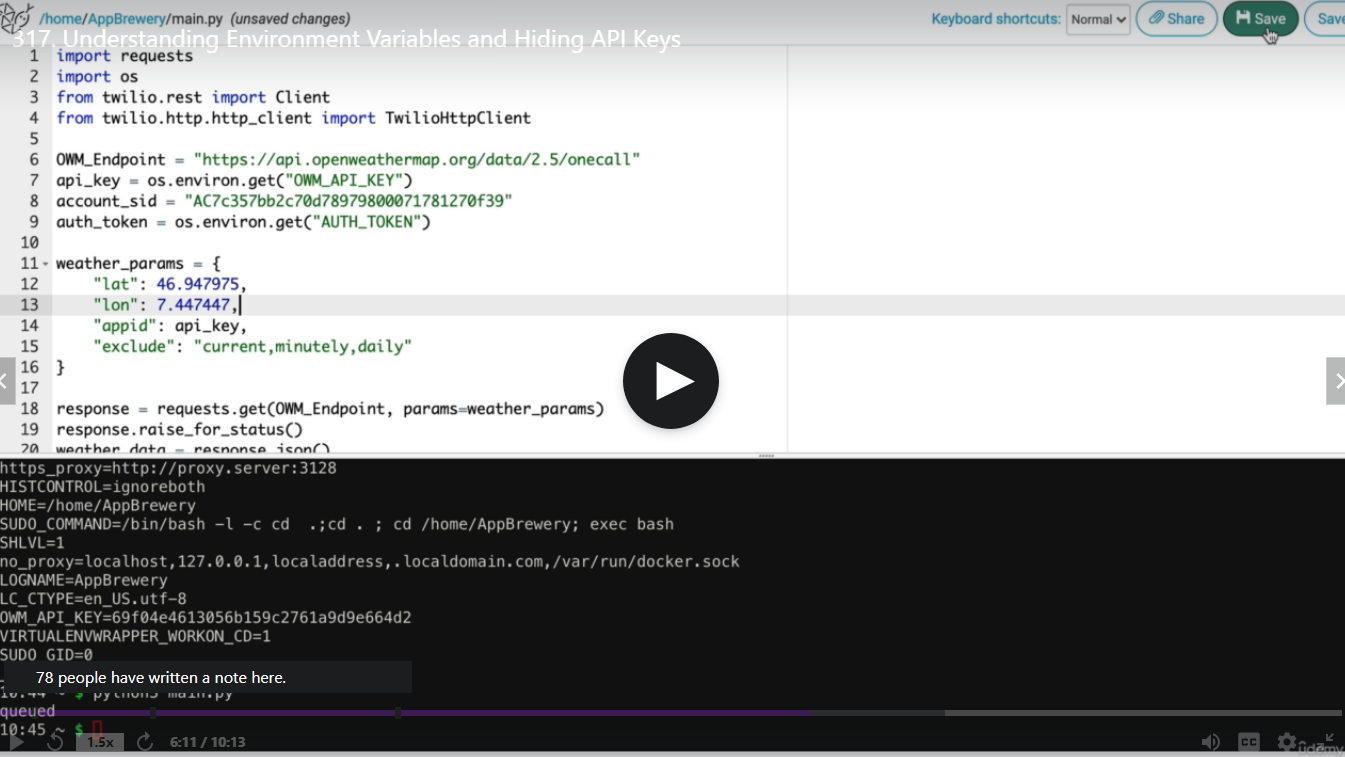 /home/AppBrewery/main.py (unsaved changes)
Keyboard shortcuts: Normal Share Save Save
317. Understanding Environment Variables and Hiding API Keys
1 import requests
2 import os
3 from twilio.rest import Client
4 from twilio.http.http_client import TwilioHttpClient
5
6 OWM_Endpoint = "https://api.openweathermap.org/data/2.5/onecall"
7 api_key = os.environ.get("OWM_API_KEY")
8 account_sid = "AC7c357bb2c70d78979800071781270f39"
9 auth_token = os.environ.get("AUTH_TOKEN")
10
11 weather_params = {
12 "lat": 46.947975,
13 "lon": 7.447447,
14 "appid": api_key,
15 "exclude": "current,minutely,daily"
16 }
17
18 response = requests.get(OWM_Endpoint, params=weather_params)
19 response.raise_for_status()
20 weather_data = response.json()
https_proxy=http://proxy.server:3128
HISTCONTROL=ignoreboth
HOME=/home/AppBrewery
SUDO_COMMAND=/bin/bash -l -c cd .;cd . ; cd /home/AppBrewery; exec bash
SHLVL=1
no_proxy=localhost,127.0.0.1,localaddress,.localdomain.com,/var/run/docker.sock
LOGNAME=AppBrewery
LC_CTYPE=en_US.utf-8
OWM_API_KEY=69f04e4613056b159c2761a9d9e664d2
VIRTUALENVWRAPPER_WORKON_CD=1
SUDO_GID=0
78 people have written a note here.
10:44 ~ $ python3 main.py
queued
10:45 ~ $
1.5x 6:11 / 10:13 CC
udemy